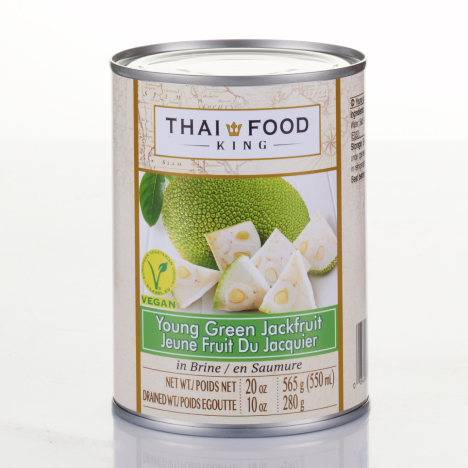 THAI FOOD
KING
VEGAN
Young Green Jackfruit
Jeune Fruit Du Jacquier
in Brine / en Saumure
NET WT./ POIDS NET 20 oz 565 g (550 mL)
DRAINED WT./ POIDS EGOUTTE 10 oz 280 g